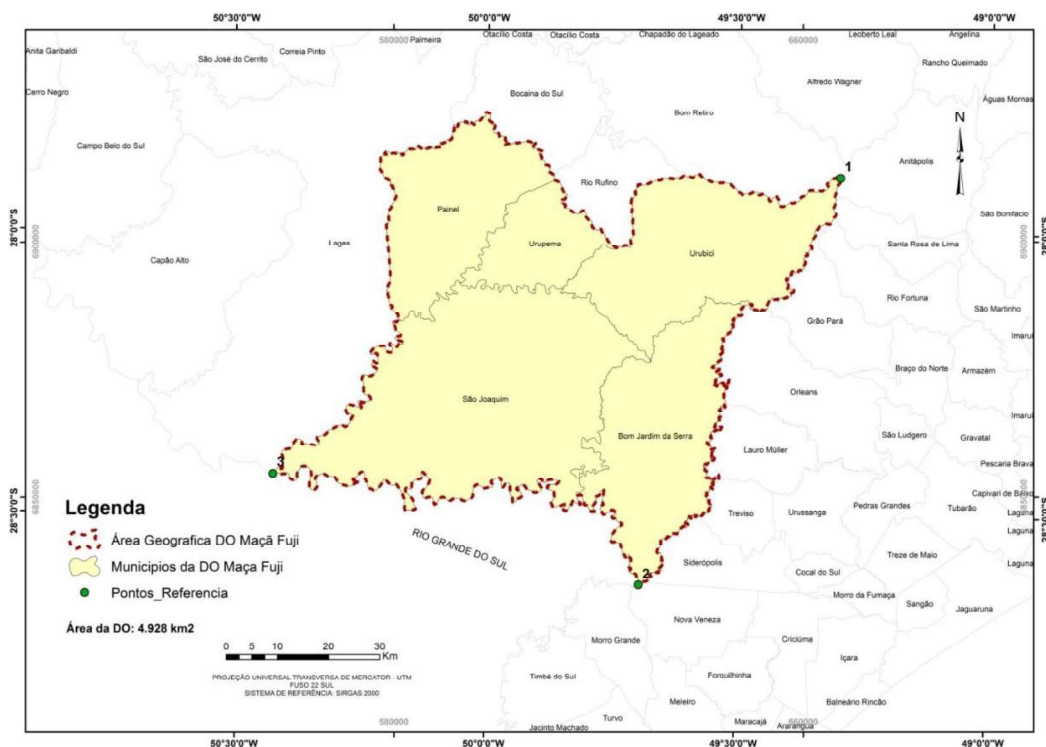 50°30'0"W 50°0'0"W 49°30'0"W 49°0'0"W
580000 660000
Anita Garibaldi
São José do Cerrito
Correia Pinto
Palmeira
Otacílio Costa
Otacílio Costa
Chapadão do Lageado
Leoberto Leal
Angelina
Rancho Queimado
Cerro Negro
Bocaina do Sul
Alfredo Wagner
Águas Mornas
Bom Retiro
N
Campo Belo do Sul
Anitápolis
1
Rio Rufino
Painel
São Bonifacio
28°0'0"S
6900000
Lages
Urupema
Urubici
Santa Rosa de Lima
6900000
28°0'0"S
Capão Alto
Rio Fortuna
São Martinho
Grão Pará
Imarui
Braço do Norte
Armazém
Orleans
São Joaquim
Imarui
Bom Jardim da Serra
São Ludgero
Gravatal
Lauro Müller
3
Pescaria Brava
28°30'0"S
6850000
Capivari de Baixo
Pedras Grandes
Tubarão
Laguna
Treviso
Urussanga
Laguna
RIO GRANDE DO SUL
Treze de Maio
Laguna
Siderópolis
Cocal do Sul
2
Morro da Fumaça
Sangão
Jaguaruna
Nova Veneza
Morro Grande
Criciúma
Içara
Timbé do Sul
Forquilhinha
Meleiro
Balneário Rincão
Turvo
Maracajá
Araranguá
Jacinto Machado
Legenda
Área Geografica DO Maçã Fuji
Municipios da DO Maça Fuji
Pontos_Referencia
Área da DO: 4.928 km2
0 5 10 20 30
Km
PROJEÇÃO UNIVERSAL TRANSVERSA DE MERCATOR - UTM
FUSO 22 SUL
SISTEMA DE REFERÊNCIA: SIRGAS 2000
580000 660000
50°30'0"W 50°0'0"W 49°30'0"W 49°0'0"W